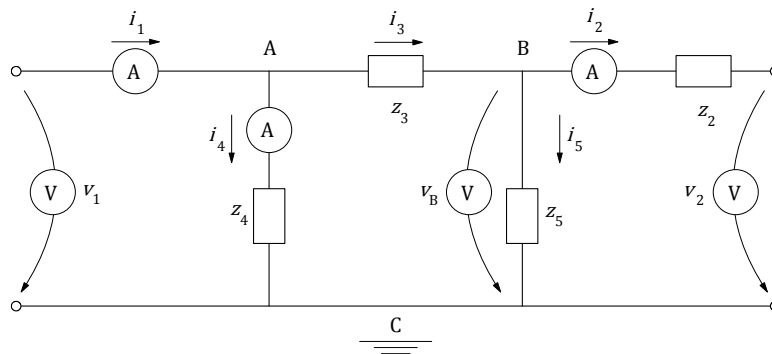 i1 i3 i2
A B
A A
z3 z2
i4 A i5
V v1 z4 vB V z5 v2 V
C